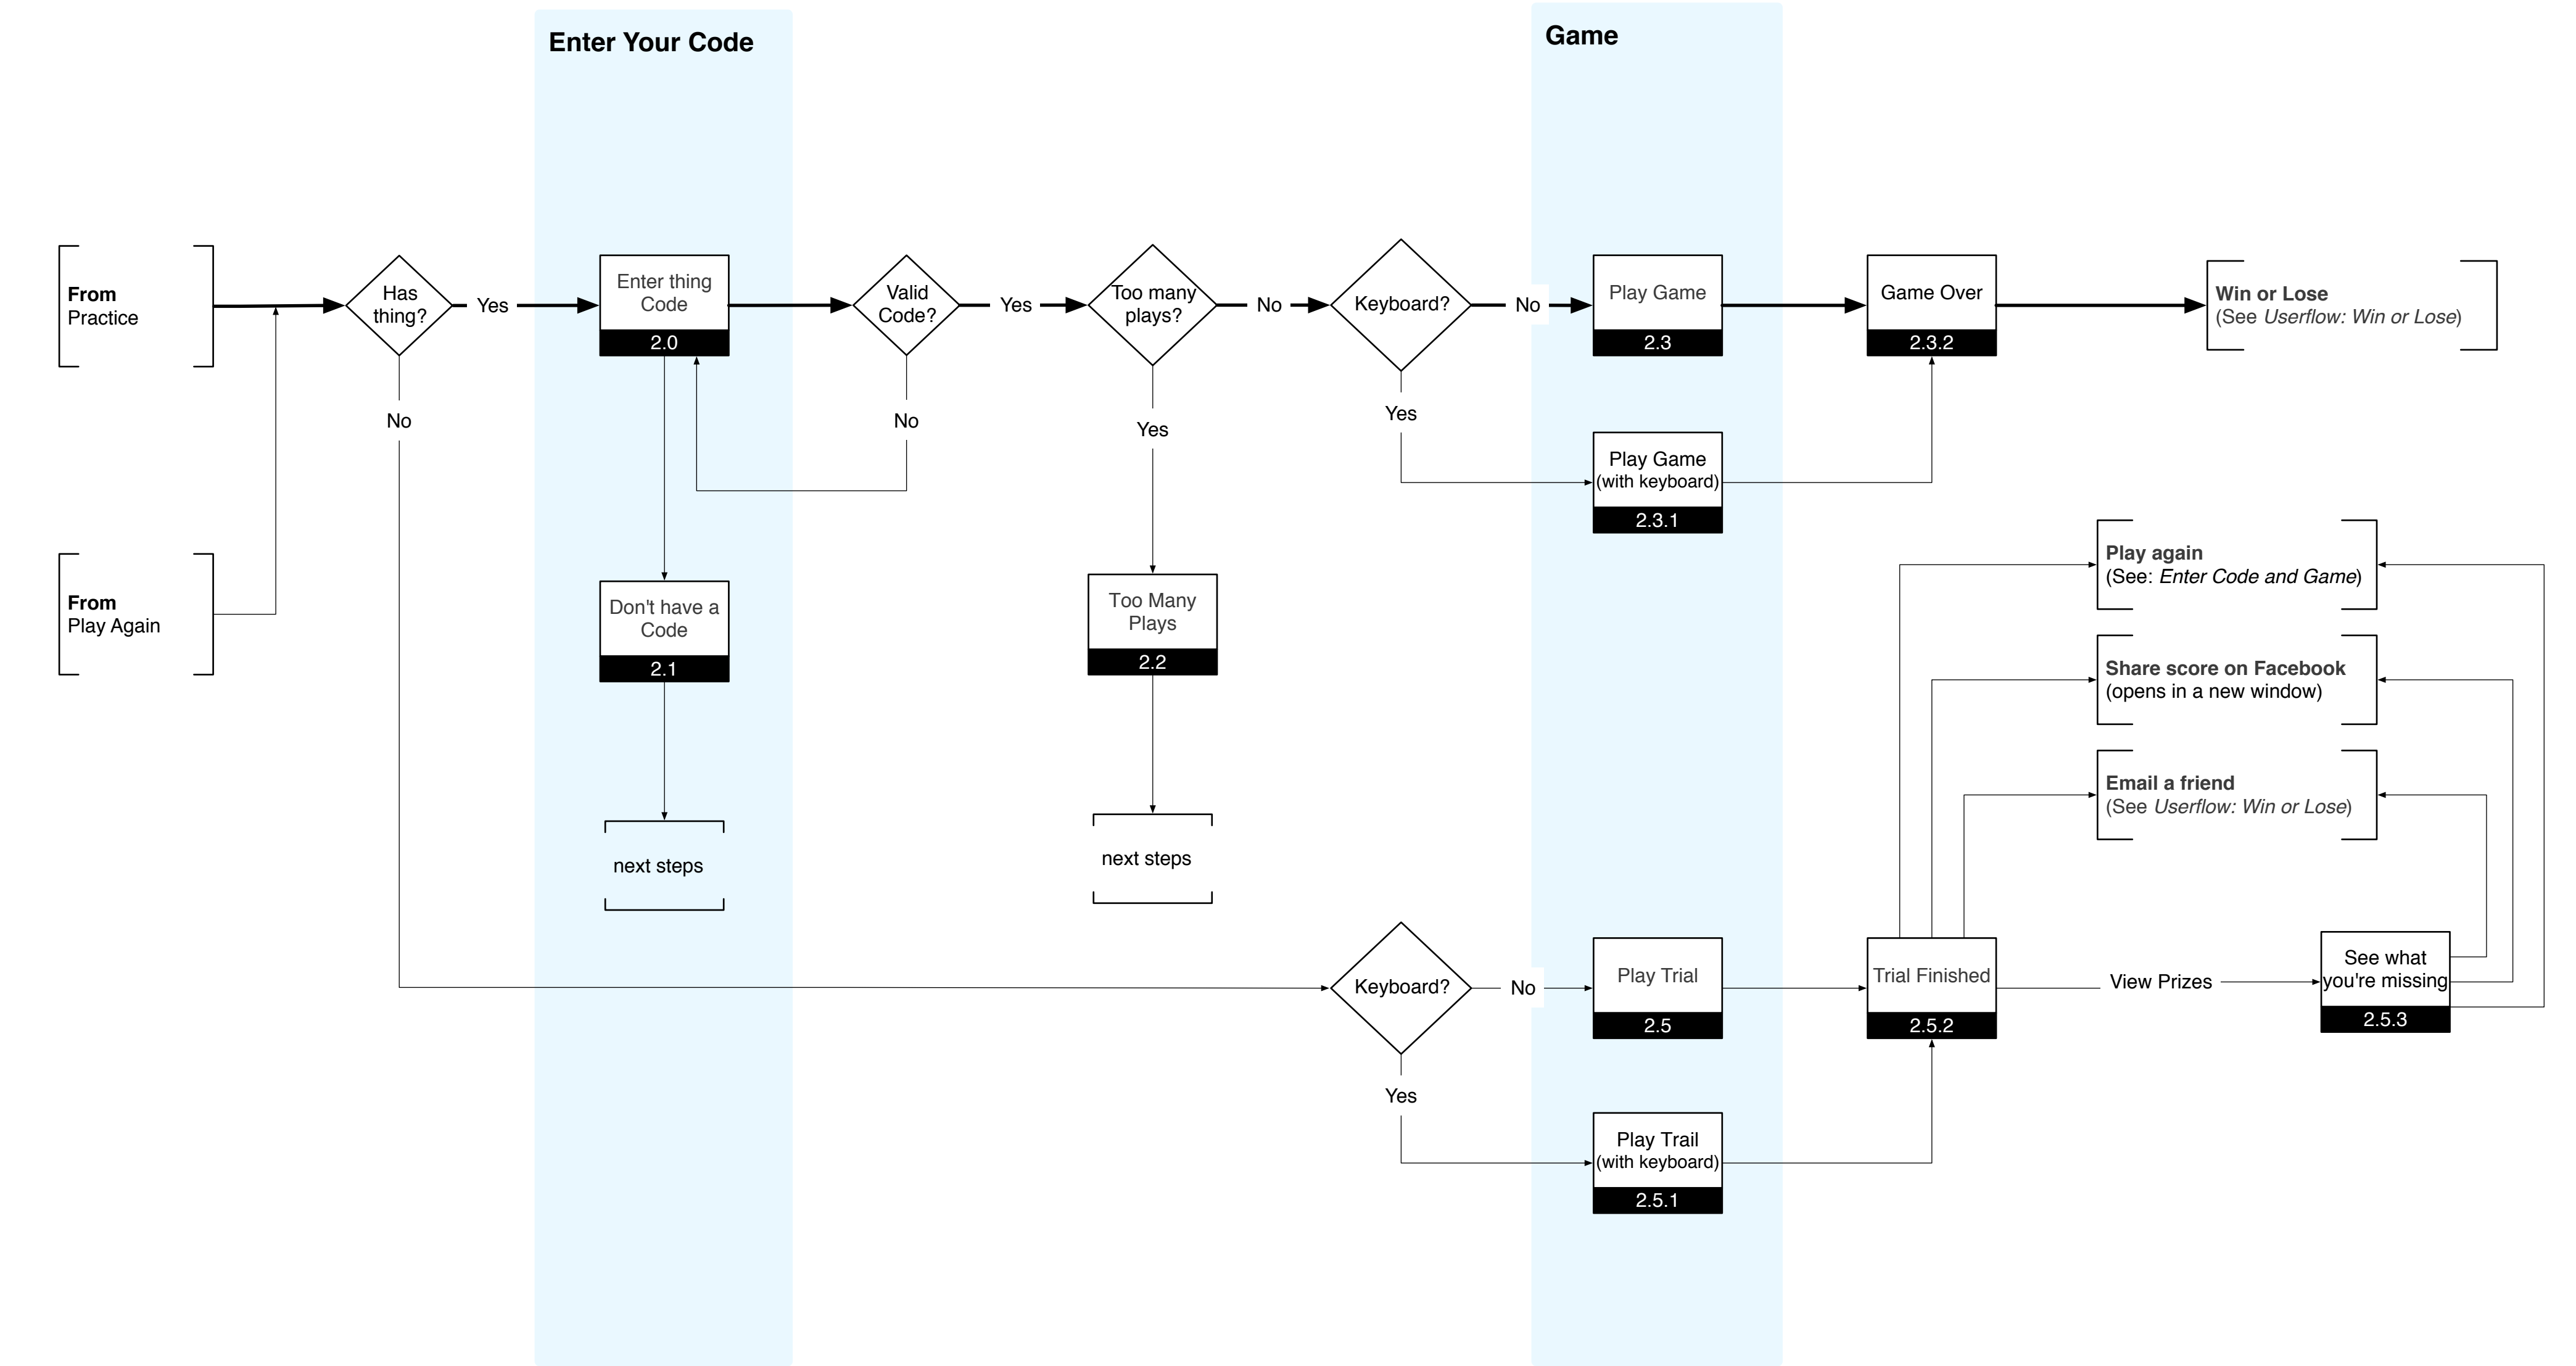 Enter Your Code
Game
From
Practice
Has
thing?
Yes
Enter thing
Code
2.0
Valid
Code?
Yes
Too many
plays?
No
Keyboard?
No
Play Game
2.3
Game Over
2.3.2
Win or Lose
(See Userflow: Win or Lose)
No
No
Yes
Yes
Play Game
(with keyboard)
2.3.1
From
Play Again
Don't have a
Code
2.1
Too Many
Plays
2.2
Play again
(See: Enter Code and Game)
Share score on Facebook
(opens in a new window)
Email a friend
(See Userflow: Win or Lose)
next steps
next steps
Keyboard?
No
Play Trial
2.5
Trial Finished
2.5.2
View Prizes
See what
you're missing
2.5.3
Yes
Play Trail
(with keyboard)
2.5.1